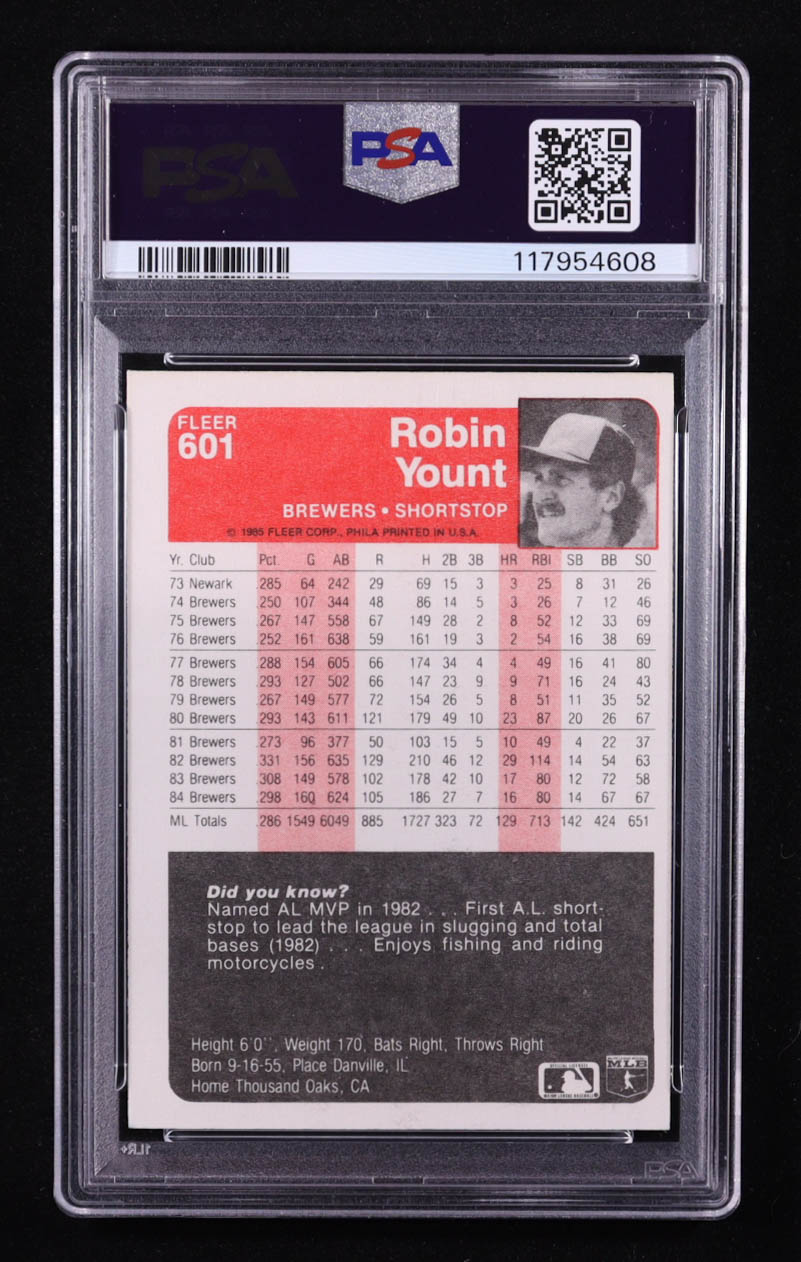 PSA
PSA
117954608
FLEER
601
Robin
Yount
BREWERS • SHORTSTOP
© 1985 FLEER CORP., PHILA PRINTED IN U.S.A.
Yr. Club Pct. G AB R H 2B 3B HR RBI SB BB SO
73 Newark .285 64 242 29 69 15 3 3 25 8 31 26
74 Brewers .250 107 344 48 86 14 5 3 26 7 12 46
75 Brewers .267 147 558 67 149 28 2 8 52 12 33 69
76 Brewers .252 161 638 59 161 19 3 2 54 16 38 69
77 Brewers .288 154 605 66 174 34 4 4 49 16 41 80
78 Brewers .293 127 502 66 147 23 9 9 71 16 24 43
79 Brewers .267 149 577 72 154 26 5 8 51 11 35 52
80 Brewers .293 143 611 121 179 49 10 23 87 20 26 67
81 Brewers .273 96 377 50 103 15 5 10 49 4 22 37
82 Brewers .331 156 635 129 210 46 12 29 114 14 54 63
83 Brewers .308 149 578 102 178 42 10 17 80 12 72 58
84 Brewers .298 160 624 105 186 27 7 16 80 14 67 67
ML Totals .286 1549 6049 885 1727 323 72 129 713 142 424 651
Did you know?
Named AL MVP in 1982 . . . First A.L. short-
stop to lead the league in slugging and total
bases (1982) . . . Enjoys fishing and riding
motorcycles .
Height 6'0'', Weight 170, Bats Right, Throws Right
Born 9-16-55, Place Danville, IL
Home Thousand Oaks, CA
MLB
1LR+
PSA